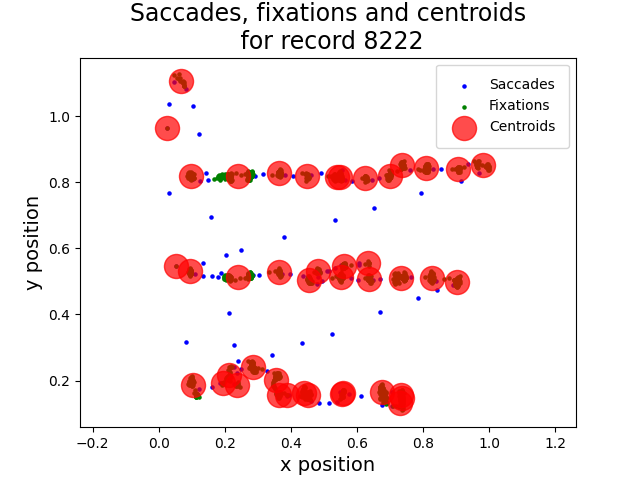 Saccades, fixations and centroids
for record 8222
Saccades
Fixations
Centroids
y position
1.0
0.8
0.6
0.4
0.2
−0.2
0.0
0.2
0.4
0.6
0.8
1.0
1.2
x position